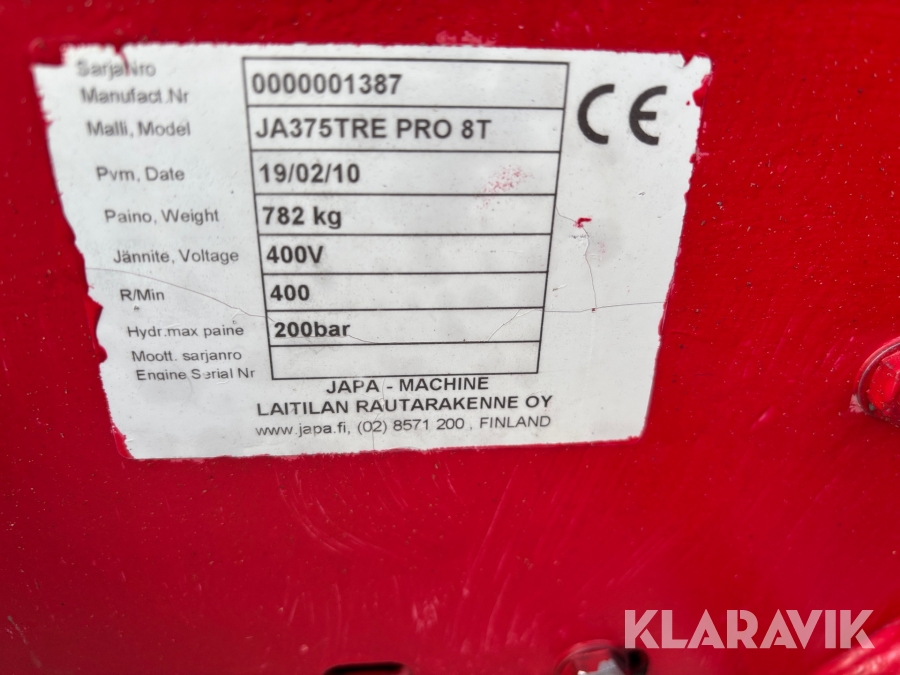 SarjaNro
Manufact.Nr 0000001387
Malli, Model JA375TRE PRO 8T
Pvm, Date 19/02/10
Paino, Weight 782 kg
Jännite, Voltage 400V
R/Min 400
Hydr.max paine 200bar
Moott. sarjanro
Engine Serial Nr
CE
JAPA - MACHINE
LAITILAN RAUTARAKENNE OY
www.japa.fi, (02) 8571 200 , FINLAND
KLARAVIK